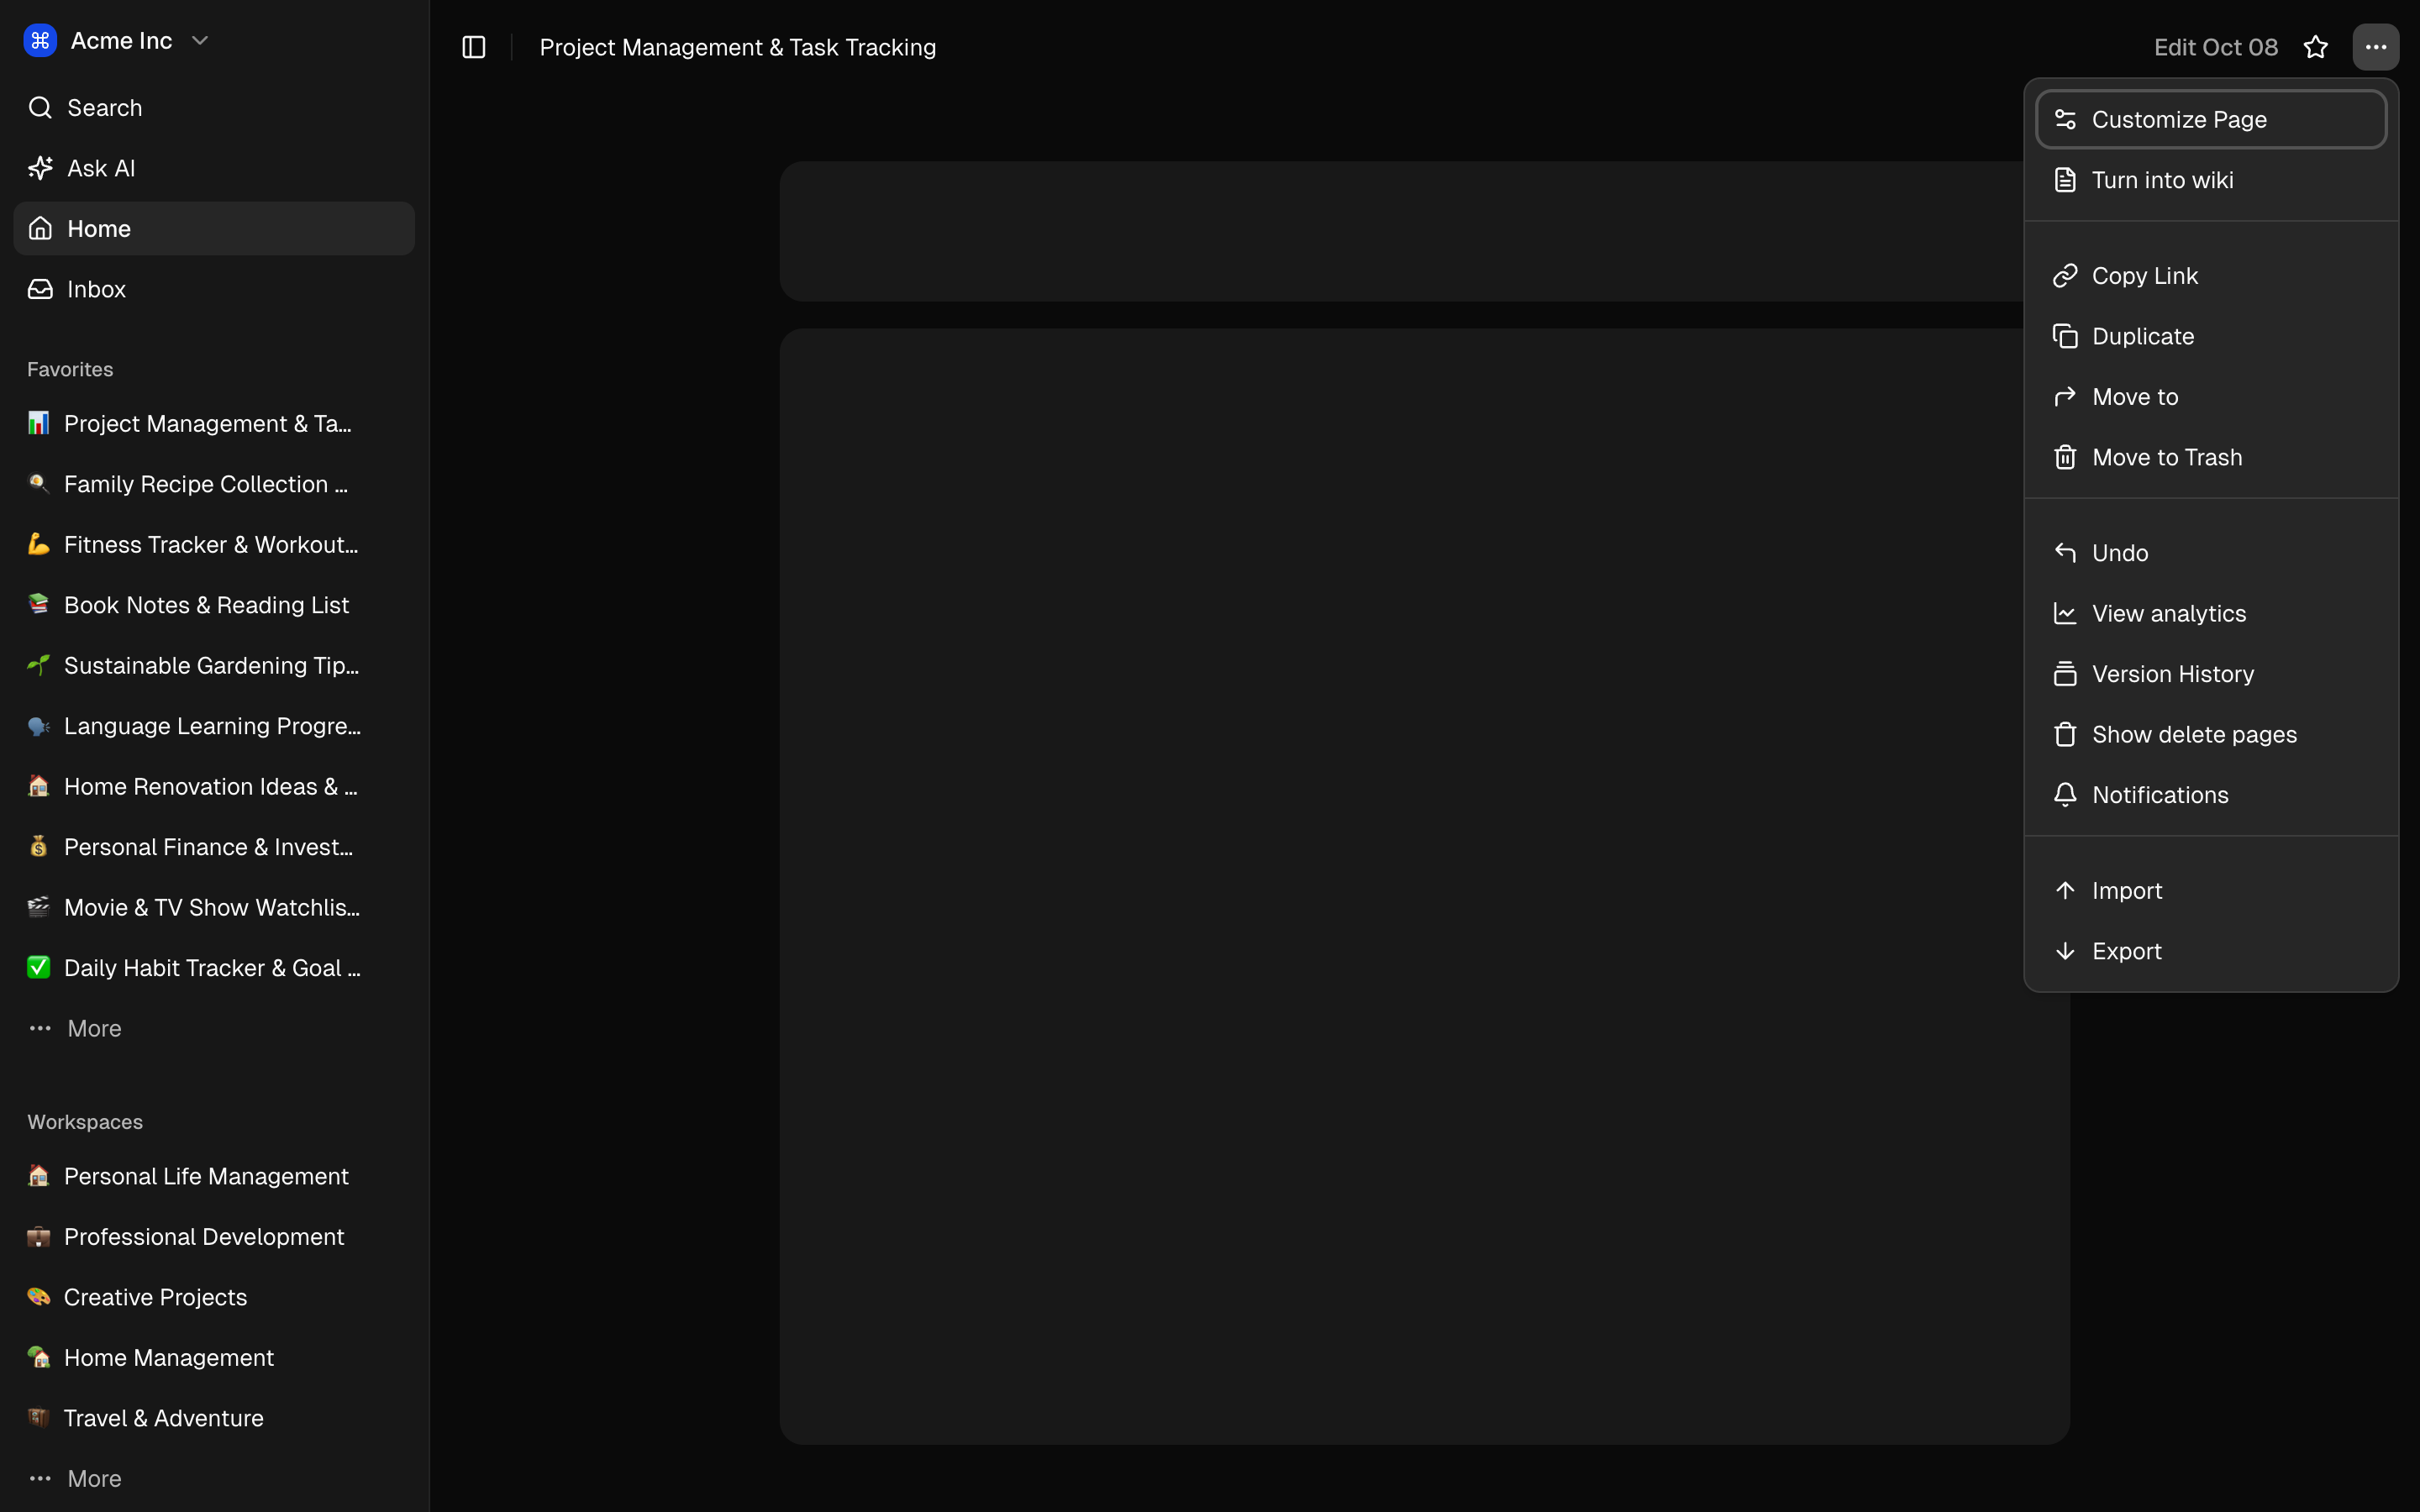 Acme Inc
Search
Ask AI
Home
Inbox
Favorites
Project Management & Ta...
Family Recipe Collection ...
Fitness Tracker & Workout...
Book Notes & Reading List
Sustainable Gardening Tip...
Language Learning Progre...
Home Renovation Ideas & ...
Personal Finance & Invest...
Movie & TV Show Watchlis...
Daily Habit Tracker & Goal ...
More
Workspaces
Personal Life Management
Professional Development
Creative Projects
Home Management
Travel & Adventure
More
Project Management & Task Tracking
Edit Oct 08
Customize Page
Turn into wiki
Copy Link
Duplicate
Move to
Move to Trash
Undo
View analytics
Version History
Show delete pages
Notifications
Import
Export